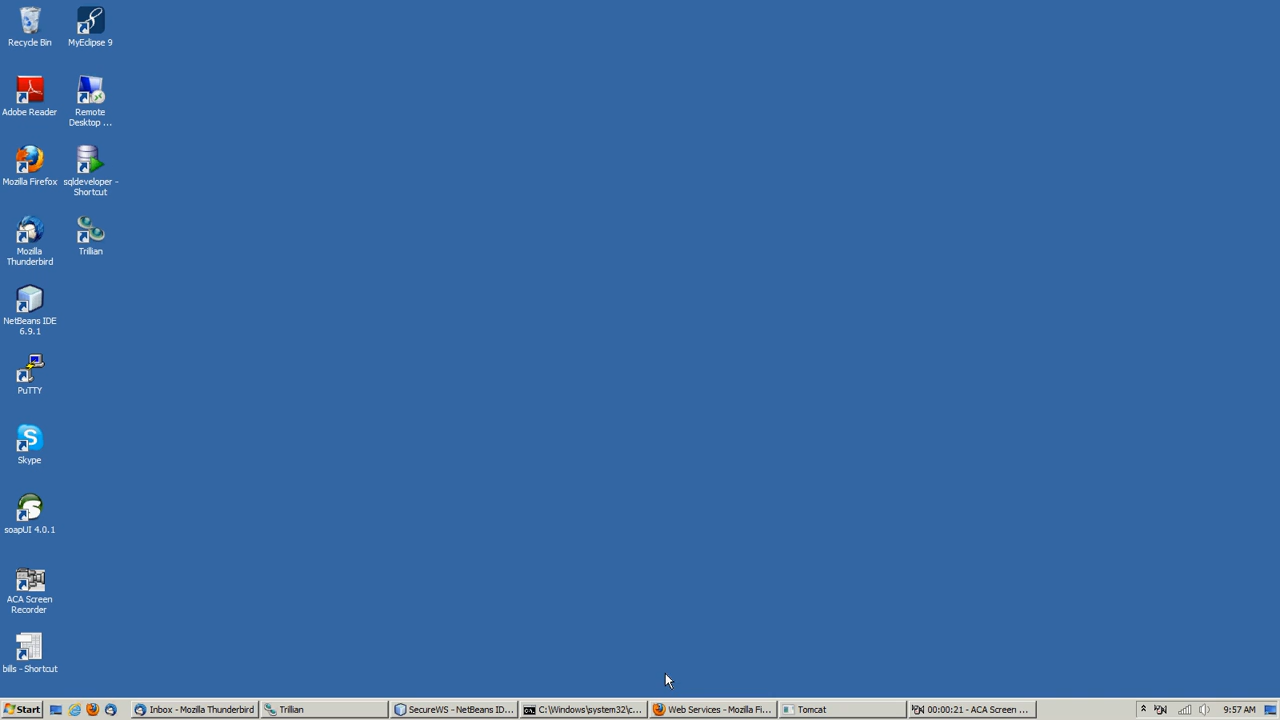 Recycle Bin
MyEclipse 9
Adobe Reader
Remote
Desktop ...
Mozilla Firefox
sqldeveloper -
Shortcut
Mozilla
Thunderbird
Trillian
NetBeans IDE
6.9.1
PuTTY
Skype
soapUI 4.0.1
ACA Screen
Recorder
bills - Shortcut
Start
Inbox - Mozilla Thunderbird
Trillian
SecureWS - NetBeans ID...
C:\Windows\system32\c...
Web Services - Mozilla Fi...
Tomcat
00:00:21 - ACA Screen ...
9:57 AM